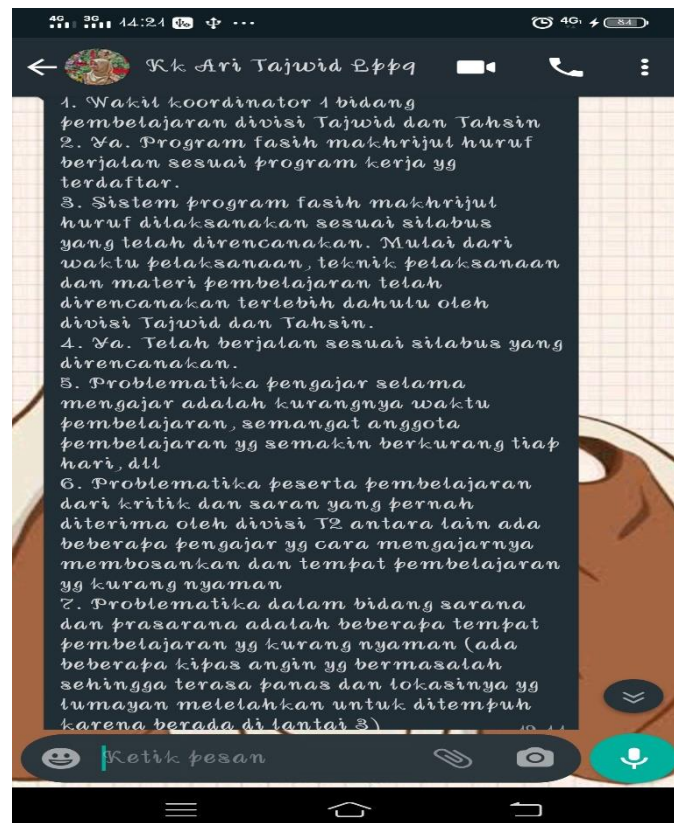 4G 3G 14:21 ... 4G 84
Kk Ari Tajwid Lppq
1. Wakil koordinator 1 bidang
pembelajaran divisi Tajwid dan Tahsin
2. Ya. Program fasih makhrijul huruf
berjalan sesuai program kerja yg
terdaftar.
3. Sistem program fasih makhrijul
huruf dilaksanakan sesuai silabus
yang telah direncanakan. Mulai dari
waktu pelaksanaan, teknik pelaksanaan
dan materi pembelajaran telah
direncanakan terlebih dahulu oleh
divisi Tajwid dan Tahsin.
4. Ya. Telah berjalan sesuai silabus yang
direncanakan.
5. Problematika pengajar selama
mengajar adalah kurangnya waktu
pembelajaran, semangat anggota
pembelajaran yg semakin berkurang tiap
hari, dll
6. Problematika peserta pembelajaran
dari kritik dan saran yang pernah
diterima oleh divisi T2 antara lain ada
beberapa pengajar yg cara mengajarnya
membosankan dan tempat pembelajaran
yg kurang nyaman
7. Problematika dalam bidang sarana
dan prasarana adalah beberapa tempat
pembelajaran yg kurang nyaman (ada
beberapa kipas angin yg bermasalah
sehingga terasa panas dan lokasinya yg
lumayan melelahkan untuk ditempuh
karena berada di lantai 3)
Ketik pesan